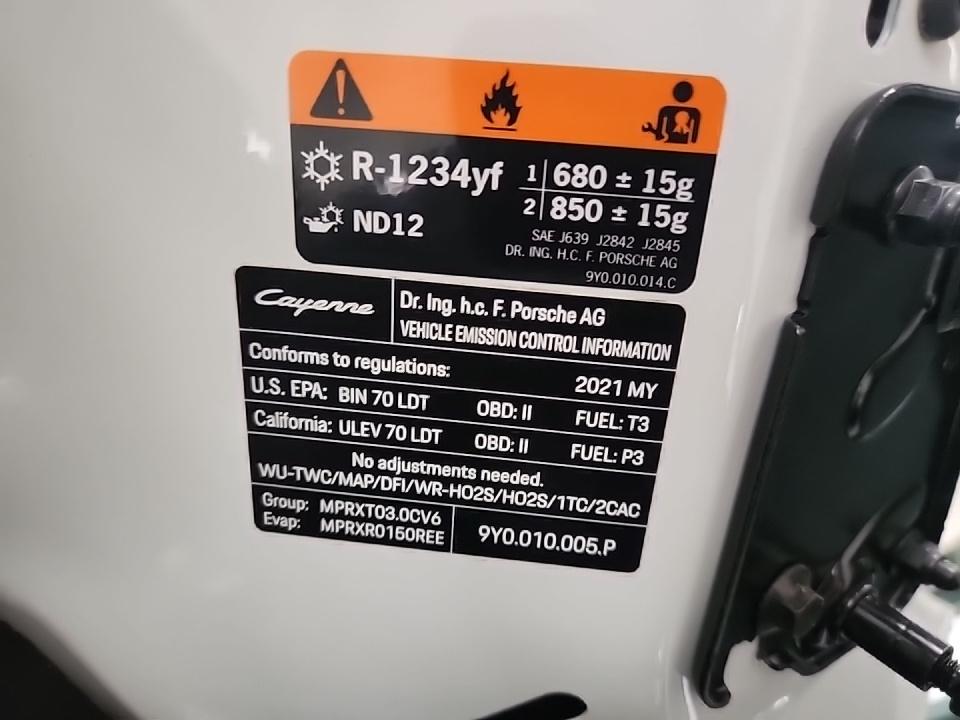 R-1234yf 1 680 ± 15g
2 850 ± 15g
ND12
SAE J639 J2842 J2845
DR. ING. H.C. F. PORSCHE AG
9Y0.010.014.C
Cayenne
Dr. Ing. h.c. F. Porsche AG
VEHICLE EMISSION CONTROL INFORMATION
Conforms to regulations: 2021 MY
U.S. EPA: BIN 70 LDT OBD: II FUEL: T3
California: ULEV 70 LDT OBD: II FUEL: P3
No adjustments needed.
WU-TWC/MAP/DFI/WR-HO2S/HO2S/1TC/2CAC
Group: MPRXT03.0CV6
Evap: MPRXR0150REE
9Y0.010.005.P